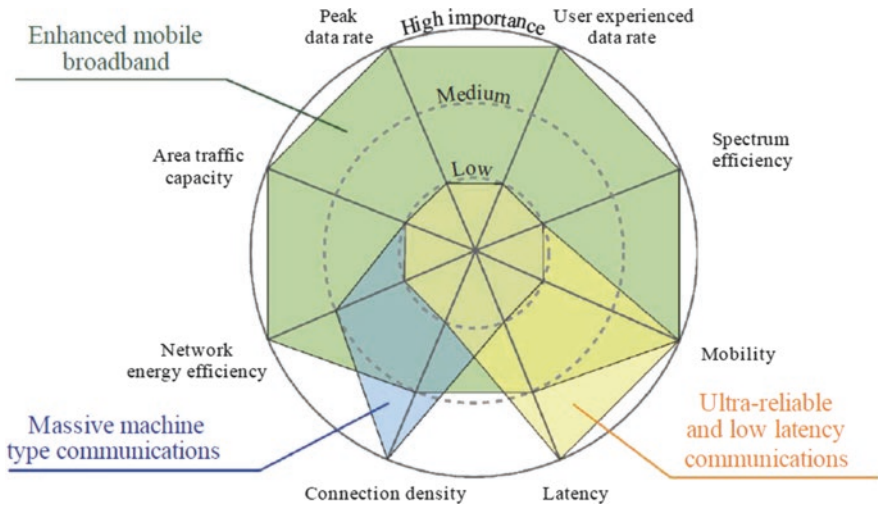 Peak
data rate
High importance
User experienced
data rate
Enhanced mobile
broadband
Medium
Area traffic
capacity
Low
Spectrum
efficiency
Network
energy efficiency
Mobility
Massive machine
type communications
Ultra-reliable
and low latency
communications
Connection density
Latency